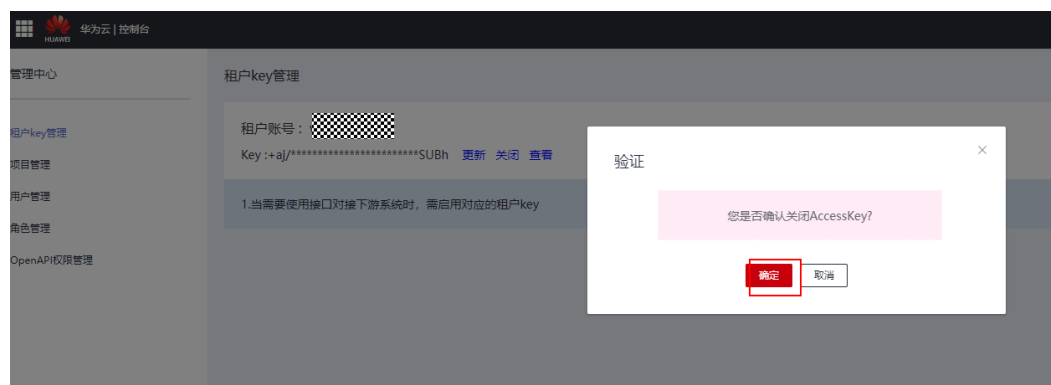 HUAWEI
华为云 | 控制台
管理中心
租户key管理
项目管理
用户管理
角色管理
OpenAPI权限管理
租户key管理
租户账号：
Key :+aj/************************SUBh 更新 关闭 查看
1.当需要使用接口对接下游系统时，需启用对应的租户key
验证
您是否确认关闭AccessKey?
确定 取消